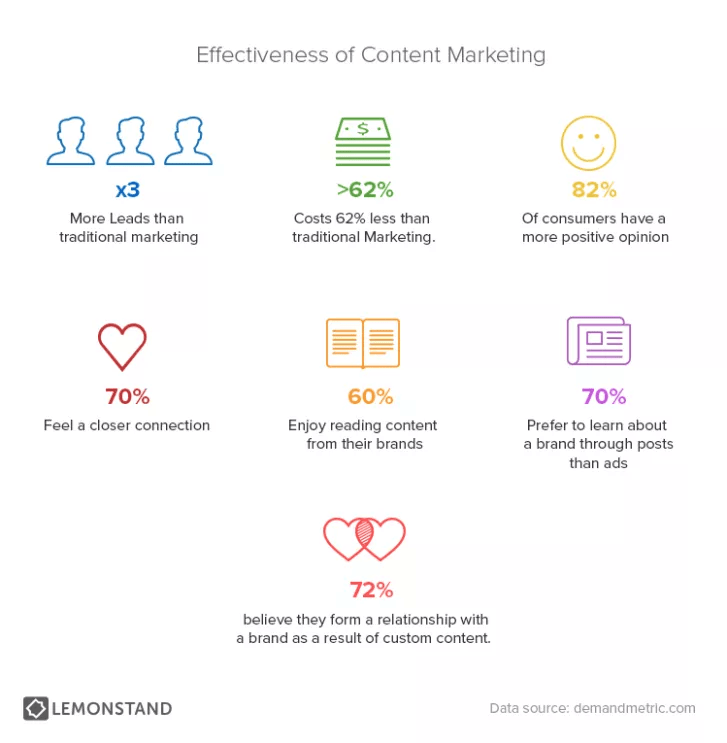 Effectiveness of Content Marketing
$
x3
More Leads than
traditional marketing
>62%
Costs 62% less than
traditional Marketing.
82%
Of consumers have a
more positive opinion
70%
Feel a closer connection
60%
Enjoy reading content
from their brands
70%
Prefer to learn about
a brand through posts
than ads
72%
believe they form a relationship with
a brand as a result of custom content.
LEMONSTAND
Data source: demandmetric.com